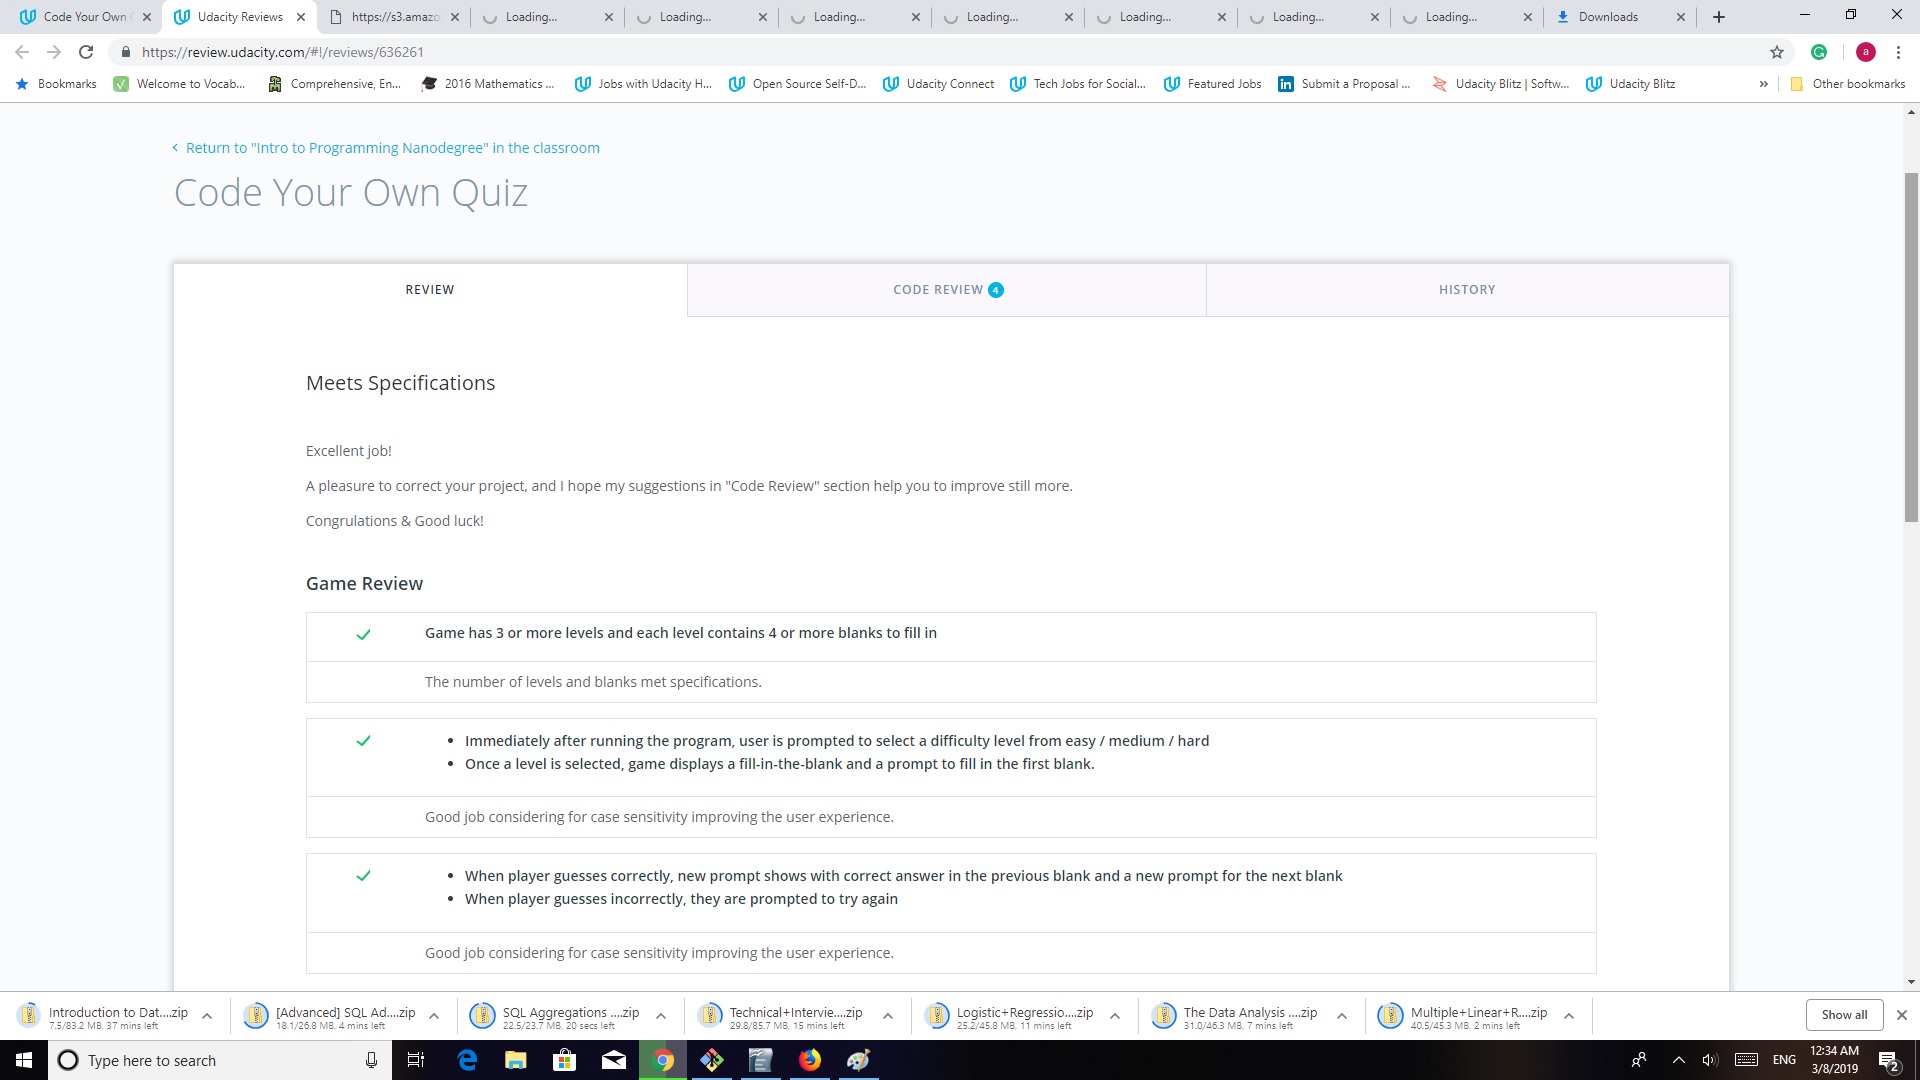 Code Your Own
Udacity Reviews
https://s3.amazo
Loading...
Loading...
Loading...
Loading...
Loading...
Loading...
Loading...
Downloads
https://review.udacity.com/#!/reviews/636261
a
Bookmarks
Welcome to Vocab...
Comprehensive, En...
2016 Mathematics ...
Jobs with Udacity H...
Open Source Self-D...
Udacity Connect
Tech Jobs for Social...
Featured Jobs
in
Submit a Proposal ...
Udacity Blitz | Softw...
Udacity Blitz
»
Other bookmarks
< Return to "Intro to Programming Nanodegree" in the classroom
Code Your Own Quiz
REVIEW
CODE REVIEW 4
HISTORY
Meets Specifications
Excellent job!
A pleasure to correct your project, and I hope my suggestions in "Code Review" section help you to improve still more.
Congrulations & Good luck!
Game Review
Game has 3 or more levels and each level contains 4 or more blanks to fill in
The number of levels and blanks met specifications.
• Immediately after running the program, user is prompted to select a difficulty level from easy / medium / hard
• Once a level is selected, game displays a fill-in-the-blank and a prompt to fill in the first blank.
Good job considering for case sensitivity improving the user experience.
• When player guesses correctly, new prompt shows with correct answer in the previous blank and a new prompt for the next blank
• When player guesses incorrectly, they are prompted to try again
Good job considering for case sensitivity improving the user experience.
Introduction to Dat....zip
7.5/83.2 MB, 37 mins left
[Advanced] SQL Ad....zip
18.1/26.8 MB, 4 mins left
SQL Aggregations ....zip
22.5/23.7 MB, 20 secs left
Technical+Intervie....zip
29.8/85.7 MB, 15 mins left
Logistic+Regressio....zip
25.2/45.8 MB, 11 mins left
The Data Analysis ....zip
31.0/46.3 MB, 7 mins left
Multiple+Linear+R....zip
40.5/45.3 MB, 2 mins left
Show all
Type here to search
ENG
12:34 AM
3/8/2019
2